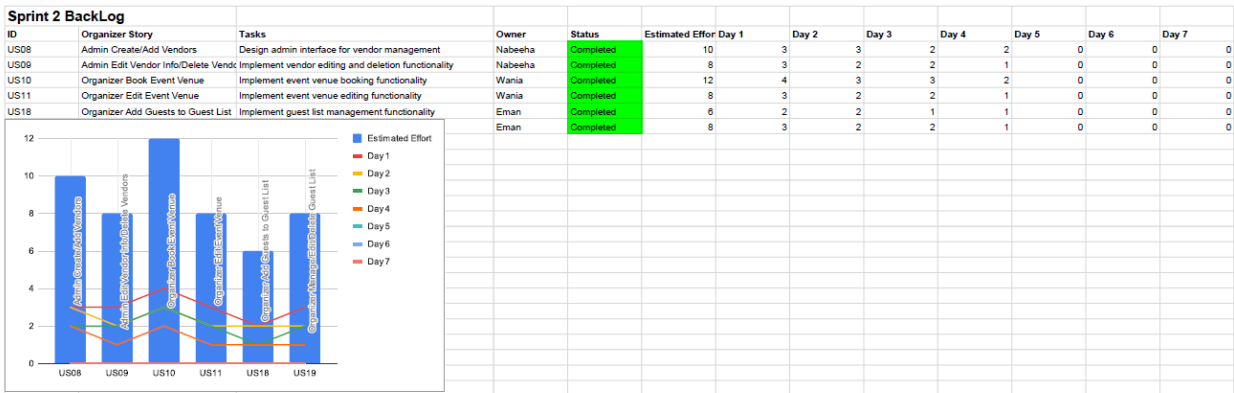 Sprint 2 BackLog
ID Organizer Story Tasks Owner Status Estimated Effor Day 1 Day 2 Day 3 Day 4 Day 5 Day 6 Day 7
US08 Admin Create/Add Vendors Design admin interface for vendor management Nabeeha Completed 10 3 3 2 2 0 0 0
US09 Admin Edit Vendor Info/Delete Vendo Implement vendor editing and deletion functionality Nabeeha Completed 8 3 2 2 1 0 0 0
US10 Organizer Book Event Venue Implement event venue booking functionality Wania Completed 12 4 3 3 2 0 0 0
US11 Organizer Edit Event Venue Implement event venue editing functionality Wania Completed 8 3 2 2 1 0 0 0
US18 Organizer Add Guests to Guest List Implement guest list management functionality Eman Completed 6 2 2 1 1 0 0 0
Eman Completed 8 3 2 2 1 0 0 0
12
10
8
6
4
2
0
Admin Create/Add Vendors
Admin Edit Vendor Info/Delete Vendors
Organizer Book Event Venue
Organizer Edit Event Venue
Organizer Add Guests to Guest List
Organizer Manage/Edit/Delete Guest List
US08 US09 US10 US11 US18 US19
Estimated Effort
Day 1
Day 2
Day 3
Day 4
Day 5
Day 6
Day 7